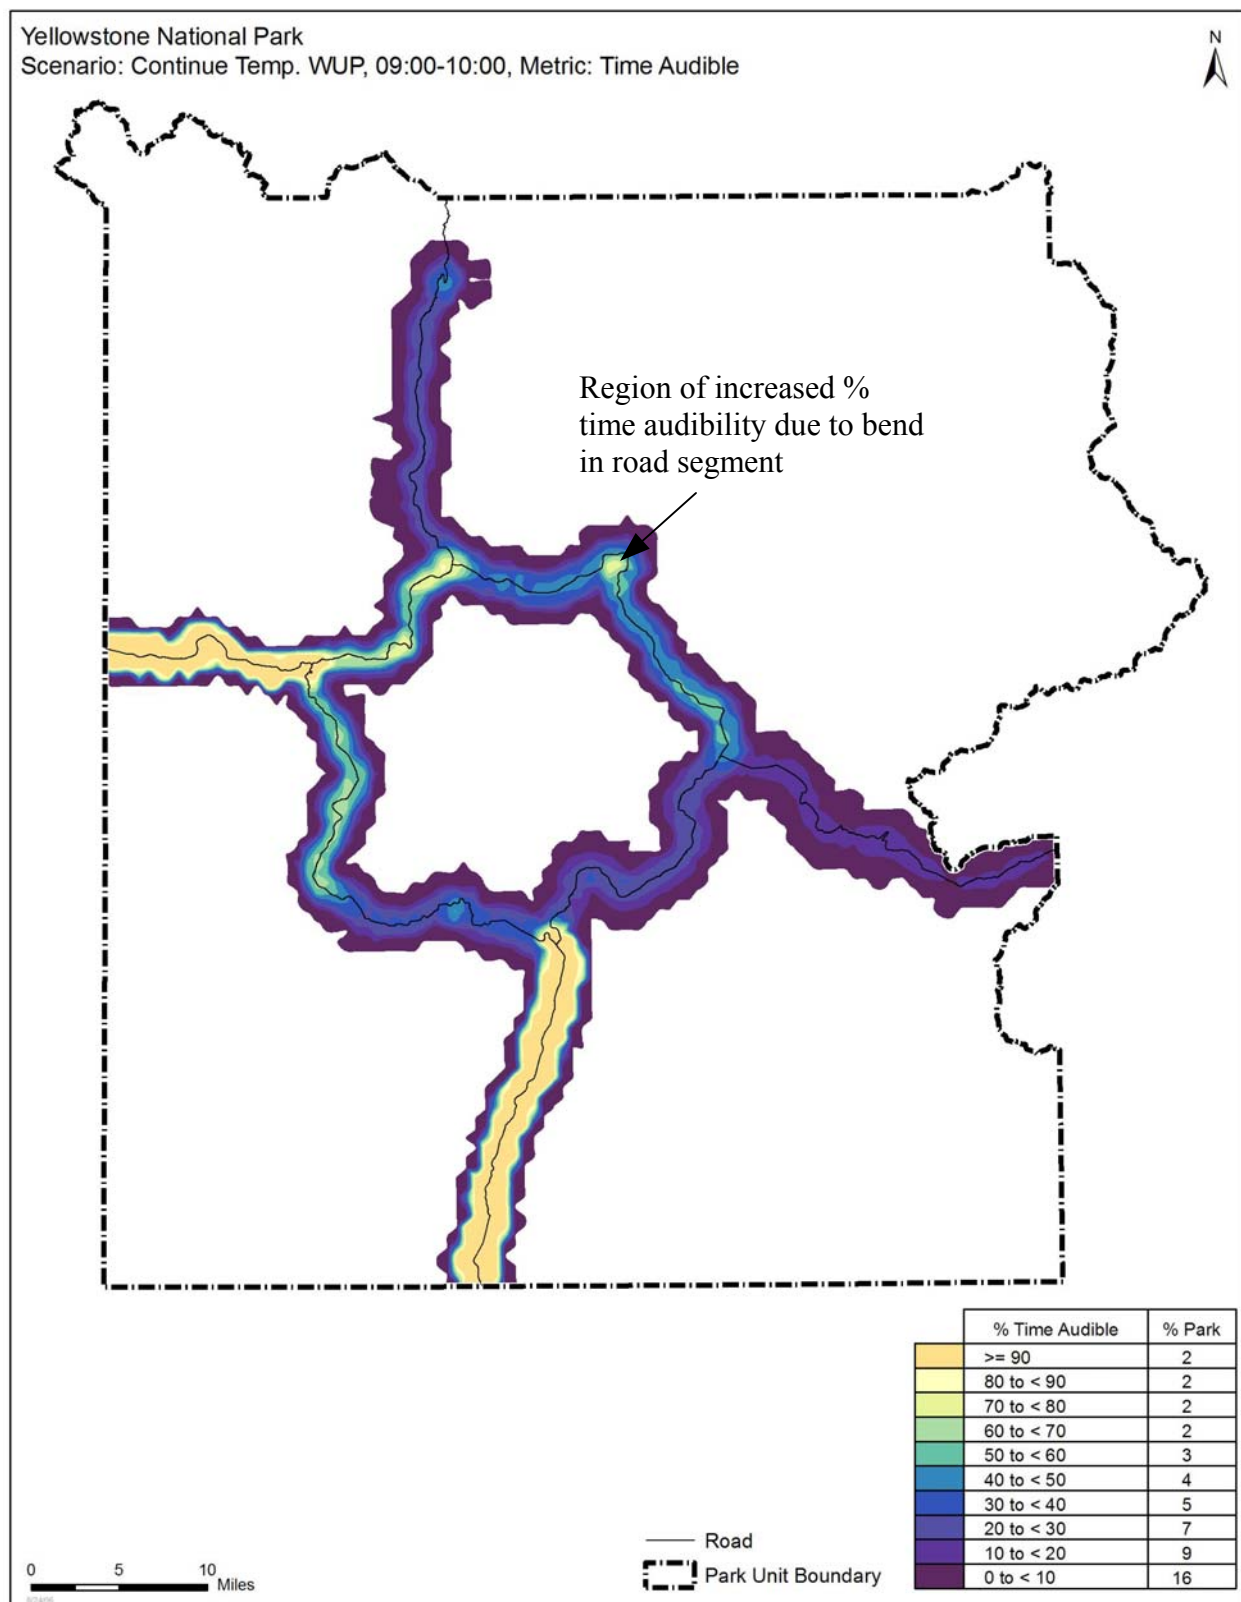 Yellowstone National Park
Scenario: Continue Temp. WUP, 09:00-10:00, Metric: Time Audible
N
Region of increased %
time audibility due to bend
in road segment
% Time Audible % Park
>= 90 2
80 to < 90 2
70 to < 80 2
60 to < 70 2
50 to < 60 3
40 to < 50 4
30 to < 40 5
20 to < 30 7
10 to < 20 9
0 to < 10 16
Road
Park Unit Boundary
0 5 10
Miles